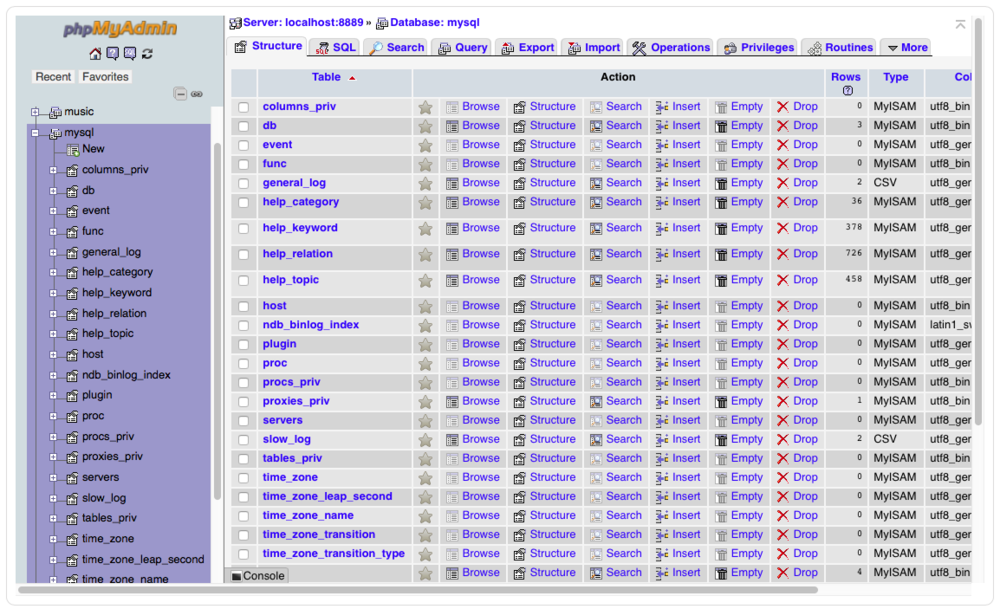 phpMyAdmin
Recent Favorites
music
mysql
New
columns_priv
db
event
func
general_log
help_category
help_keyword
help_relation
help_topic
host
ndb_binlog_index
plugin
proc
procs_priv
proxies_priv
servers
slow_log
tables_priv
time_zone
time_zone_leap_second
time_zone_name
Server: localhost:8889 » Database: mysql
Structure SQL Search Query Export Import Operations Privileges Routines More
Table Action Rows Type Col
columns_priv Browse Structure Search Insert Empty Drop 0 MyISAM utf8_bin
db Browse Structure Search Insert Empty Drop 3 MyISAM utf8_bin
event Browse Structure Search Insert Empty Drop 0 MyISAM utf8_ger
func Browse Structure Search Insert Empty Drop 0 MyISAM utf8_bin
general_log Browse Structure Search Insert Empty Drop 2 CSV utf8_ger
help_category Browse Structure Search Insert Empty Drop 36 MyISAM utf8_ger
help_keyword Browse Structure Search Insert Empty Drop 378 MyISAM utf8_ger
help_relation Browse Structure Search Insert Empty Drop 726 MyISAM utf8_ger
help_topic Browse Structure Search Insert Empty Drop 458 MyISAM utf8_ger
host Browse Structure Search Insert Empty Drop 0 MyISAM utf8_bin
ndb_binlog_index Browse Structure Search Insert Empty Drop 0 MyISAM latin1_sv
plugin Browse Structure Search Insert Empty Drop 0 MyISAM utf8_ger
proc Browse Structure Search Insert Empty Drop 0 MyISAM utf8_ger
procs_priv Browse Structure Search Insert Empty Drop 0 MyISAM utf8_bin
proxies_priv Browse Structure Search Insert Empty Drop 1 MyISAM utf8_bin
servers Browse Structure Search Insert Empty Drop 0 MyISAM utf8_ger
slow_log Browse Structure Search Insert Empty Drop 2 CSV utf8_ger
tables_priv Browse Structure Search Insert Empty Drop 0 MyISAM utf8_bin
time_zone Browse Structure Search Insert Empty Drop 0 MyISAM utf8_ger
time_zone_leap_second Browse Structure Search Insert Empty Drop 0 MyISAM utf8_ger
time_zone_name Browse Structure Search Insert Empty Drop 0 MyISAM utf8_ger
time_zone_transition Browse Structure Search Insert Empty Drop 0 MyISAM utf8_ger
time_zone_transition_type Browse Structure Search Insert Empty Drop 0 MyISAM utf8_ger
Console Browse Structure Search Insert Empty Drop 4 MyISAM utf8_bin